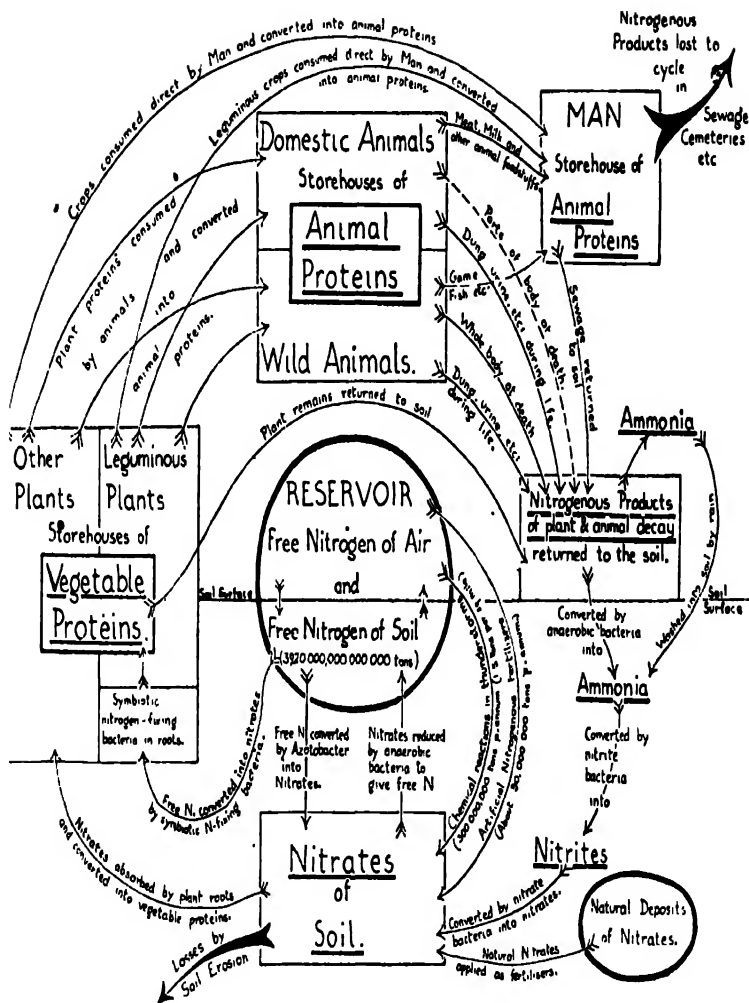 Nitrogenous
Products lost to
cycle
in
Sewage
Cemeteries
etc
Crops consumed direct by Man and converted into animal proteins
Leguminous crops consumed direct by Man and converted
into animal proteins.
MAN
Storehouse of
Animal
Proteins
Meat, Milk and
other animal foodstuffs
Domestic Animals
Storehouses of
Animal
Proteins
Wild Animals.
Plant proteins consumed
by animals
and converted
into
animal
proteins.
Parts of body at death.
Dung, urine, etc. during life.
Game
Fish etc
Whole body at death
Dung, urine, etc.
during life.
Sewage returned
to soil
Plant remains returned to soil
Ammonia
Washed into soil by rain
Other
Plants
Leguminous
Plants
Storehouses of
Vegetable
Proteins.
Symbiotic
nitrogen-fixing
bacteria in roots.
RESERVOIR
Free Nitrogen of Air
and
Free Nitrogen of Soil
(3920 000,000 000 000 tons)
Soil Surface
Nitrogenous Products
of plant & animal decay
returned to the soil.
Soil
Surface
Converted by
anaerobic bacteria
into
Ammonia
Converted by
nitrite
bacteria
into
Nitrites
Converted by nitrate
bacteria into nitrates.
Free N. converted into nitrates
by symbiotic N-fixing
bacteria.
Free N converted
by Azotobacter
into
Nitrates.
Nitrates reduced
by anaerobic
bacteria to
give free N
Chemical reactions in thunderstorms
Artificial Nitrogenous fertilisers
Nitrates absorbed by plant roots
and converted into vegetable proteins.
Nitrates
of
Soil.
Losses by
Soil Erosion
Natural Nitrates
applied as fertilisers.
Natural Deposits
of Nitrates.